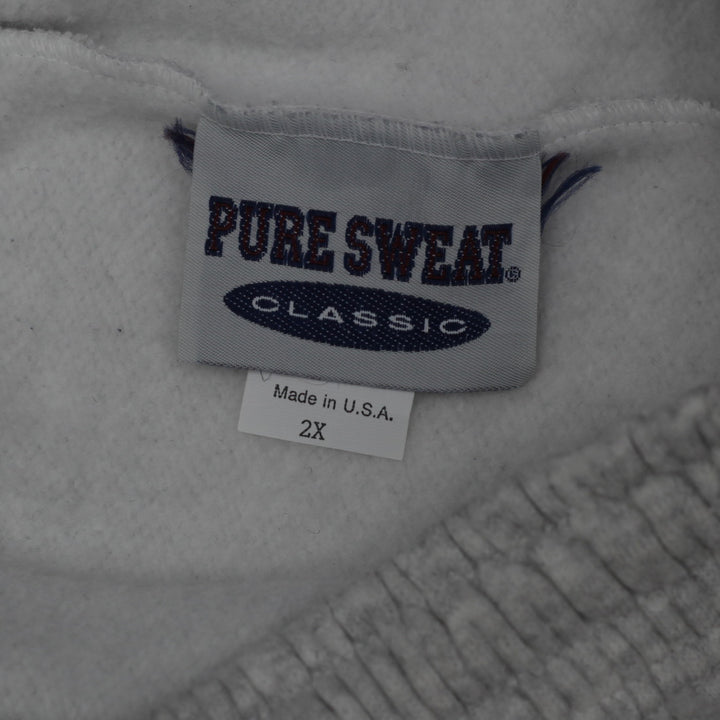 PURE SWEAT®
CLASSIC
Made in U.S.A.
2X